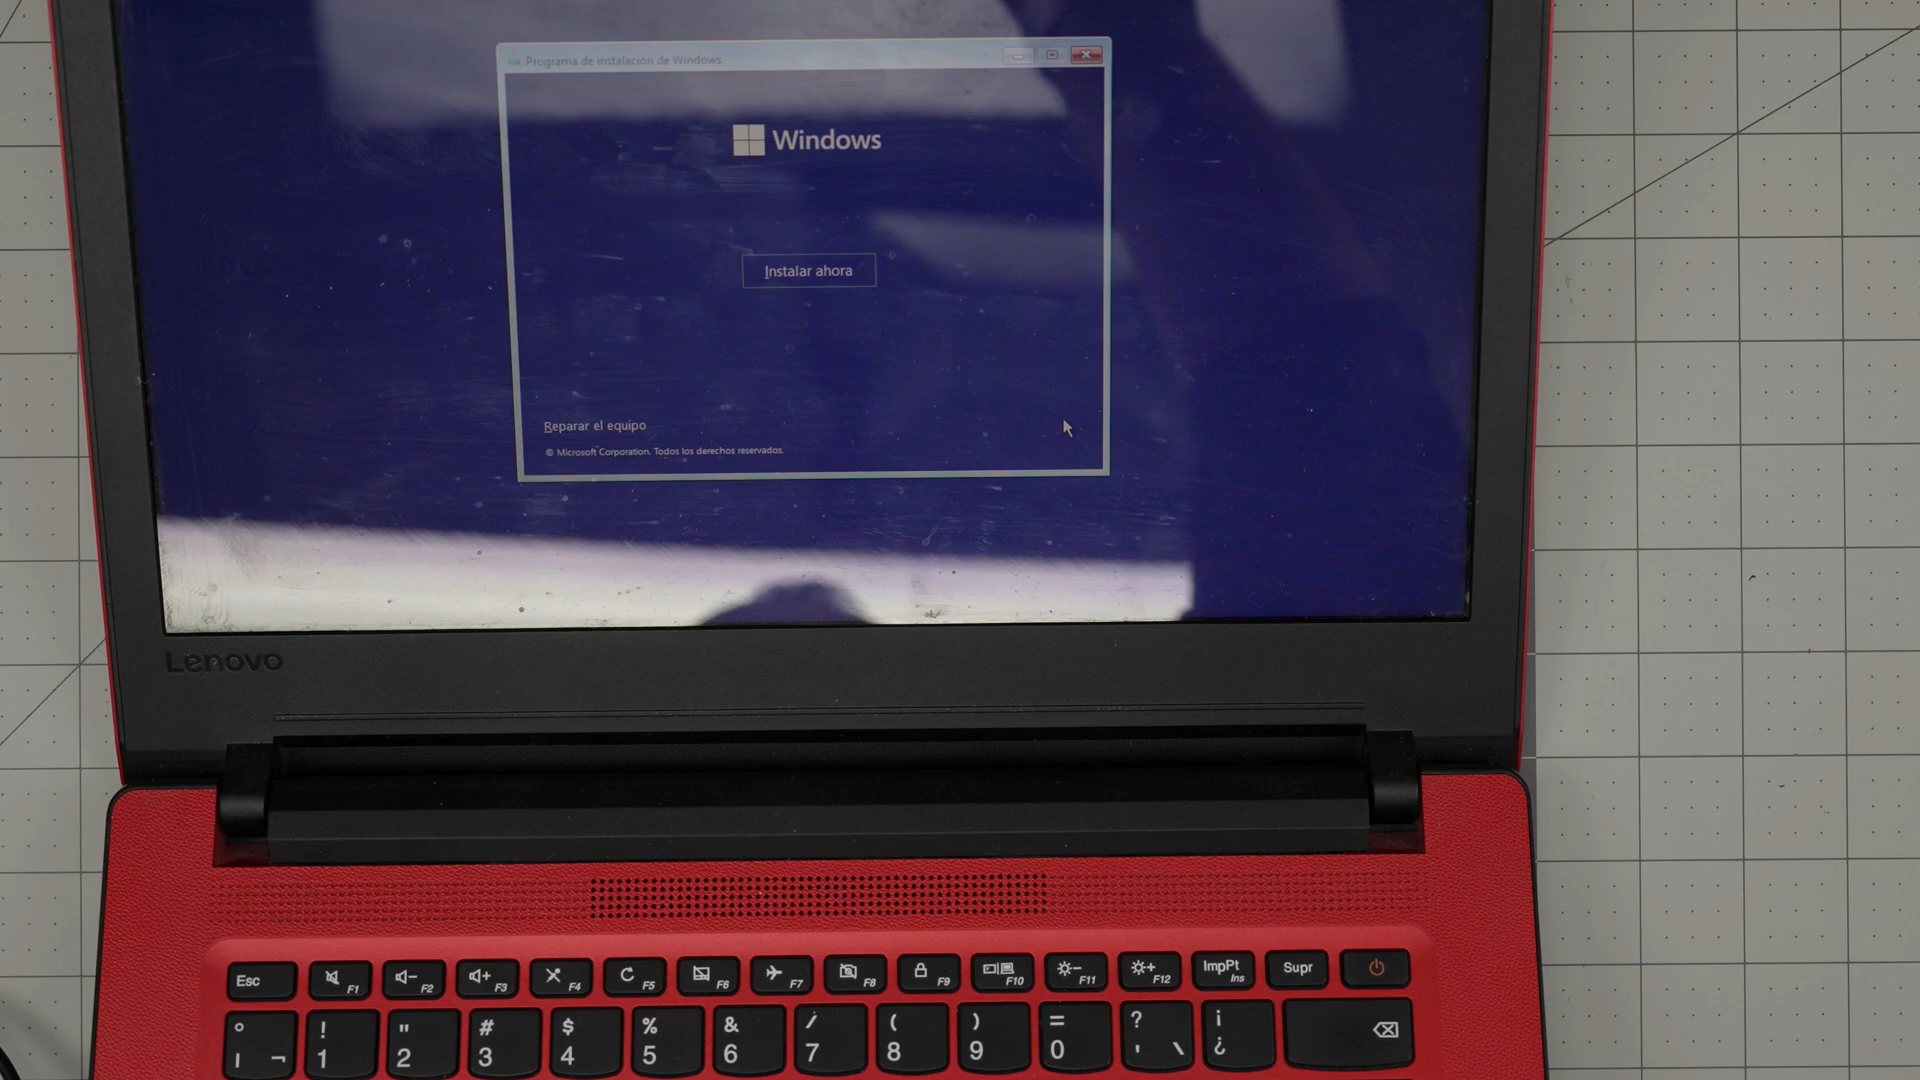 Programa de instalación de Windows
Windows
Instalar ahora
Reparar el equipo
© Microsoft Corporation. Todos los derechos reservados.
Lenovo
Esc F1 F2 F3 F4 F5 F6 F7 F8 F9 F10 F11 F12 ImpPt Ins Supr
° ! " # $ % & / ( ) = ? ¡
| ¬ 1 2 3 4 5 6 7 8 9 0 ' \ ¿